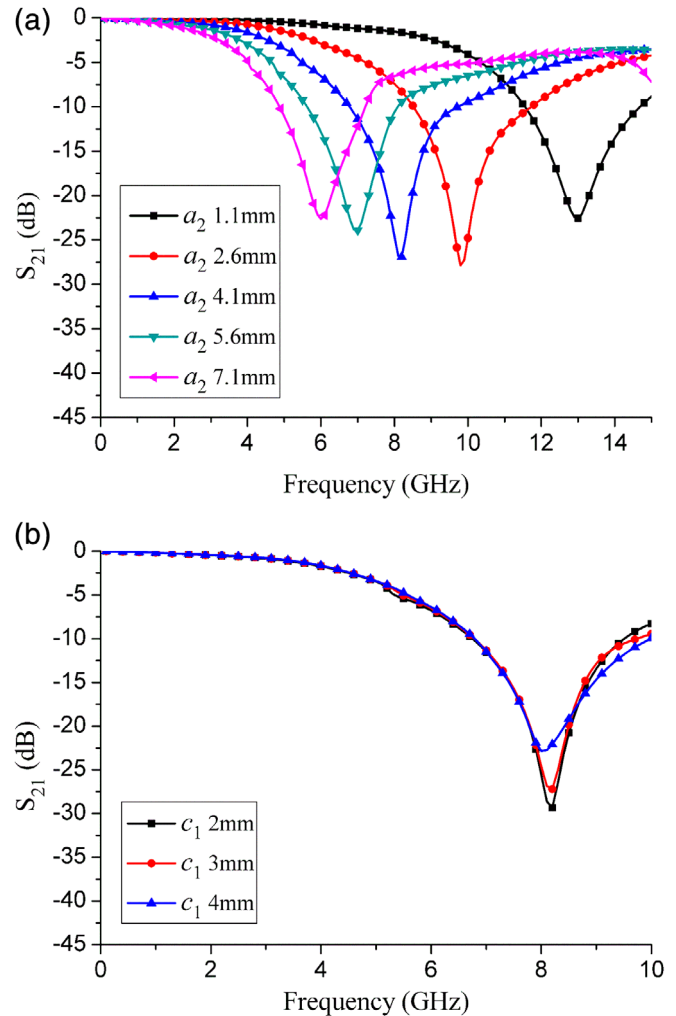 (a)
0
-5
-10
-15
-20
-25
-30
-35
-40
-45
S21 (dB)
a2 1.1mm
a2 2.6mm
a2 4.1mm
a2 5.6mm
a2 7.1mm
0 2 4 6 8 10 12 14
Frequency (GHz)
(b)
0
-5
-10
-15
-20
-25
-30
-35
-40
-45
S21 (dB)
c1 2mm
c1 3mm
c1 4mm
0 2 4 6 8 10
Frequency (GHz)